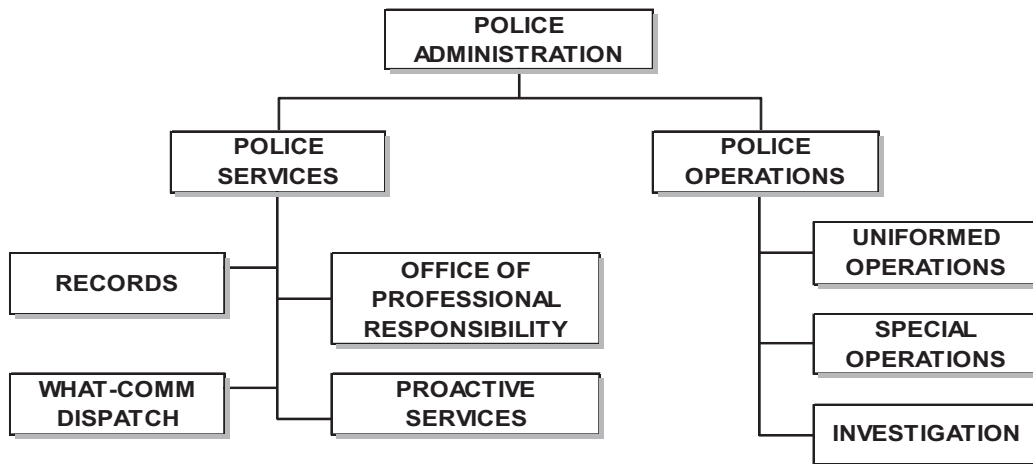 POLICE
ADMINISTRATION
POLICE
SERVICES
POLICE
OPERATIONS
RECORDS
OFFICE OF
PROFESSIONAL
RESPONSIBILITY
WHAT-COMM
DISPATCH
PROACTIVE
SERVICES
UNIFORMED
OPERATIONS
SPECIAL
OPERATIONS
INVESTIGATION